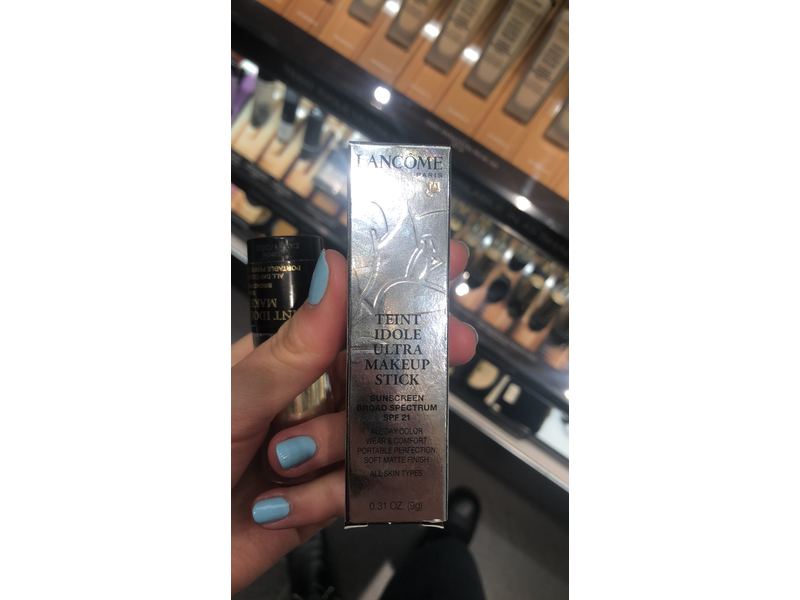 LANCÔME
PARIS
TEINT
IDOLE
ULTRA
MAKEUP
STICK
SUNSCREEN
BROAD SPECTRUM
SPF 21
ALL DAY COLOR
WEAR & COMFORT
PORTABLE PERFECTION
SOFT MATTE FINISH
ALL SKIN TYPES
0.31 OZ. (9g)